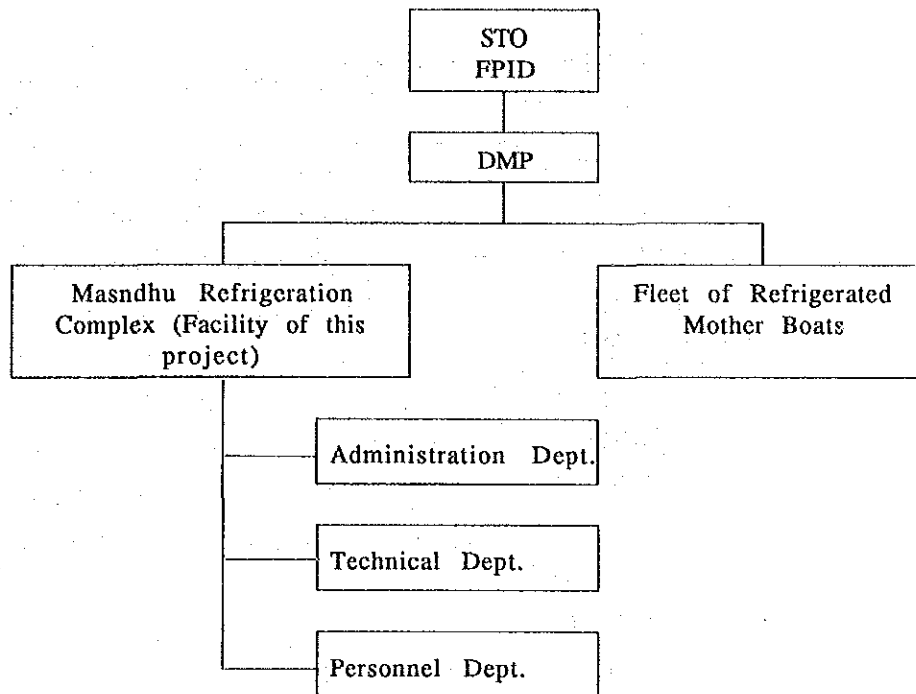 STO
FPID
DMP
Masndhu Refrigeration
Complex (Facility of this
project)
Fleet of Refrigerated
Mother Boats
Administration Dept.
Technical Dept.
Personnel Dept.